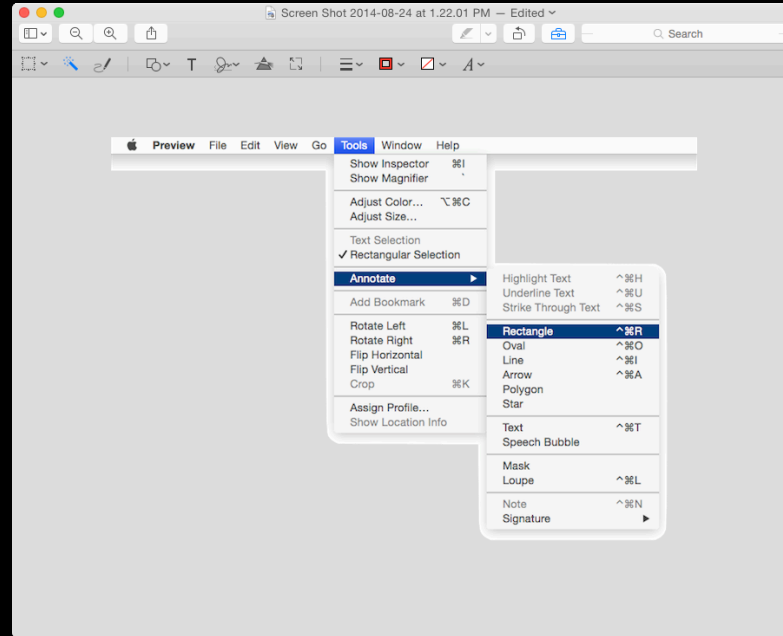 Screen Shot 2014-08-24 at 1.22.01 PM — Edited
Search
T
A
Preview File Edit View Go Tools Window Help
Show Inspector ⌘I
Show Magnifier `
Adjust Color... ⌥⌘C
Adjust Size...
Text Selection
✓ Rectangular Selection
Annotate ▶
Add Bookmark ⌘D
Rotate Left ⌘L
Rotate Right ⌘R
Flip Horizontal
Flip Vertical
Crop ⌘K
Assign Profile...
Show Location Info
Highlight Text ^⌘H
Underline Text ^⌘U
Strike Through Text ^⌘S
Rectangle ^⌘R
Oval ^⌘O
Line ^⌘I
Arrow ^⌘A
Polygon
Star
Text ^⌘T
Speech Bubble
Mask
Loupe ^⌘L
Note ^⌘N
Signature ▶